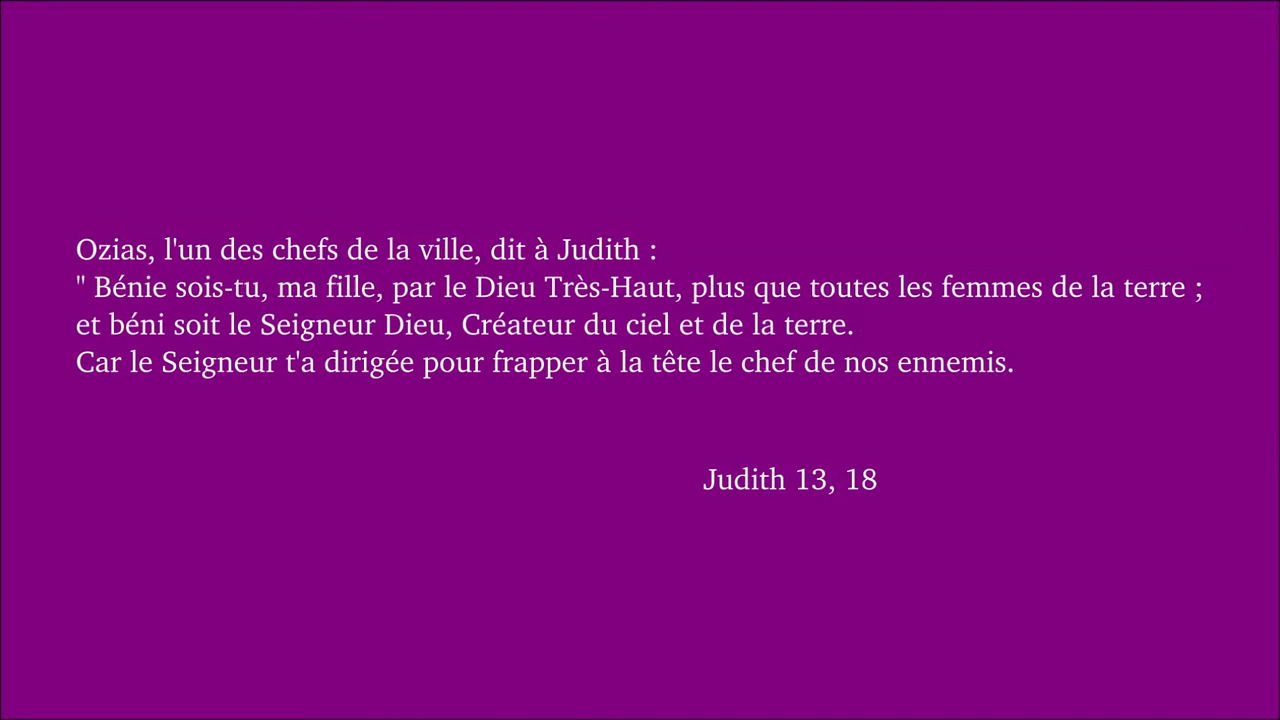 Ozias, l'un des chefs de la ville, dit à Judith :
" Bénie sois-tu, ma fille, par le Dieu Très-Haut, plus que toutes les femmes de la terre ;
et béni soit le Seigneur Dieu, Créateur du ciel et de la terre.
Car le Seigneur t'a dirigée pour frapper à la tête le chef de nos ennemis.
Judith 13, 18